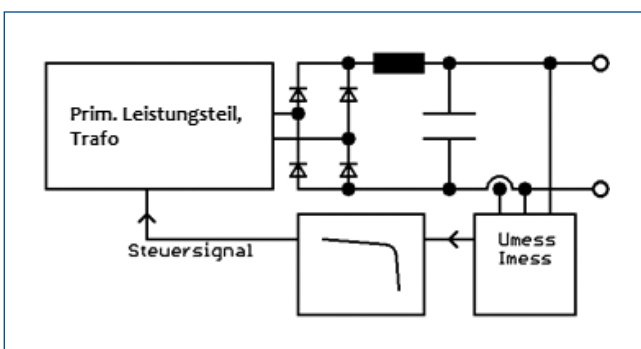 Prim. Leistungsteil,
Trafo
Steuersignal
Umess
Imess